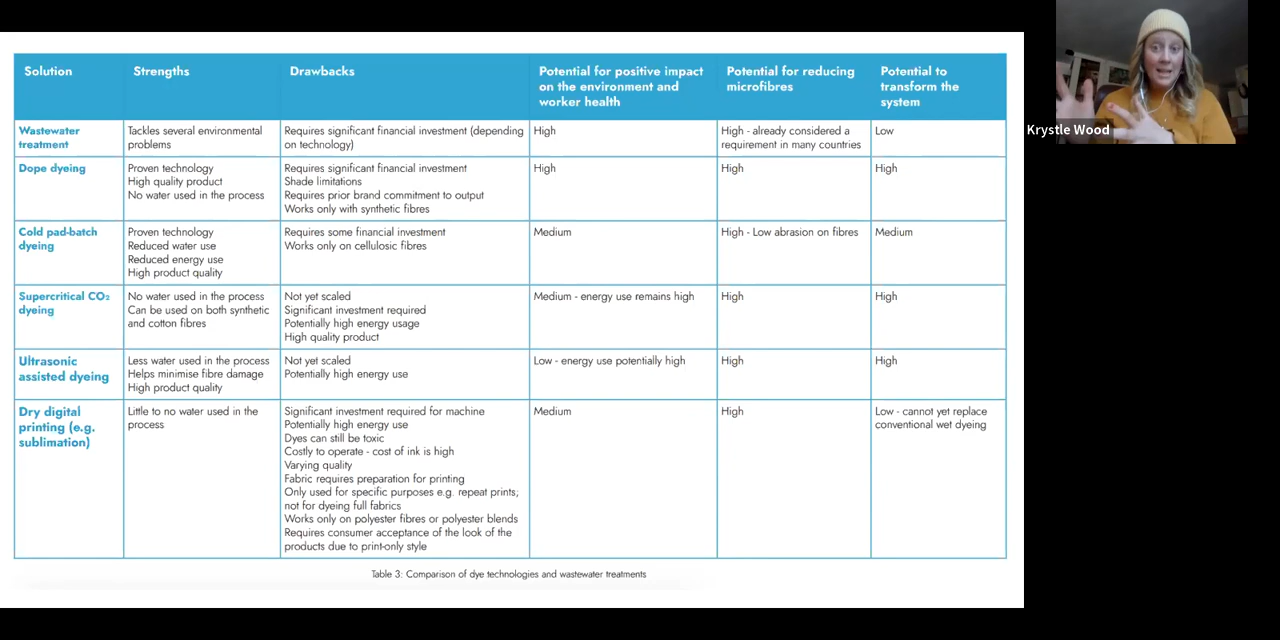 Solution
Strengths
Drawbacks
Potential for positive impact
on the environment and
worker health
Potential for reducing
microfibres
Potential to
transform the
system
Wastewater
treatment
Tackles several environmental
problems
Requires significant financial investment (depending
on technology)
High
High - already considered a
requirement in many countries
Low
Dope dyeing
Proven technology
High quality product
No water used in the process
Requires significant financial investment
Shade limitations
Requires prior brand commitment to output
Works only with synthetic fibres
High
High
High
Cold pad-batch
dyeing
Proven technology
Reduced water use
Reduced energy use
High product quality
Requires some financial investment
Works only on cellulosic fibres
Medium
High - Low abrasion on fibres
Medium
Supercritical CO₂
dyeing
No water used in the process
Can be used on both synthetic
and cotton fibres
Not yet scaled
Significant investment required
Potentially high energy usage
High quality product
Medium - energy use remains high
High
High
Ultrasonic
assisted dyeing
Less water used in the process
Helps minimise fibre damage
High product quality
Not yet scaled
Potentially high energy use
Low - energy use potentially high
High
High
Dry digital
printing (e.g.
sublimation)
Little to no water used in the
process
Significant investment required for machine
Potentially high energy use
Dyes can still be toxic
Costly to operate - cost of ink is high
Varying quality
Fabric requires preparation for printing
Only used for specific purposes e.g. repeat prints;
not for dyeing full fabrics
Works only on polyester fibres or polyester blends
Requires consumer acceptance of the look of the
products due to print-only style
Medium
High
Low - cannot yet replace
conventional wet dyeing
Table 3: Comparison of dye technologies and wastewater treatments
Krystle Wood